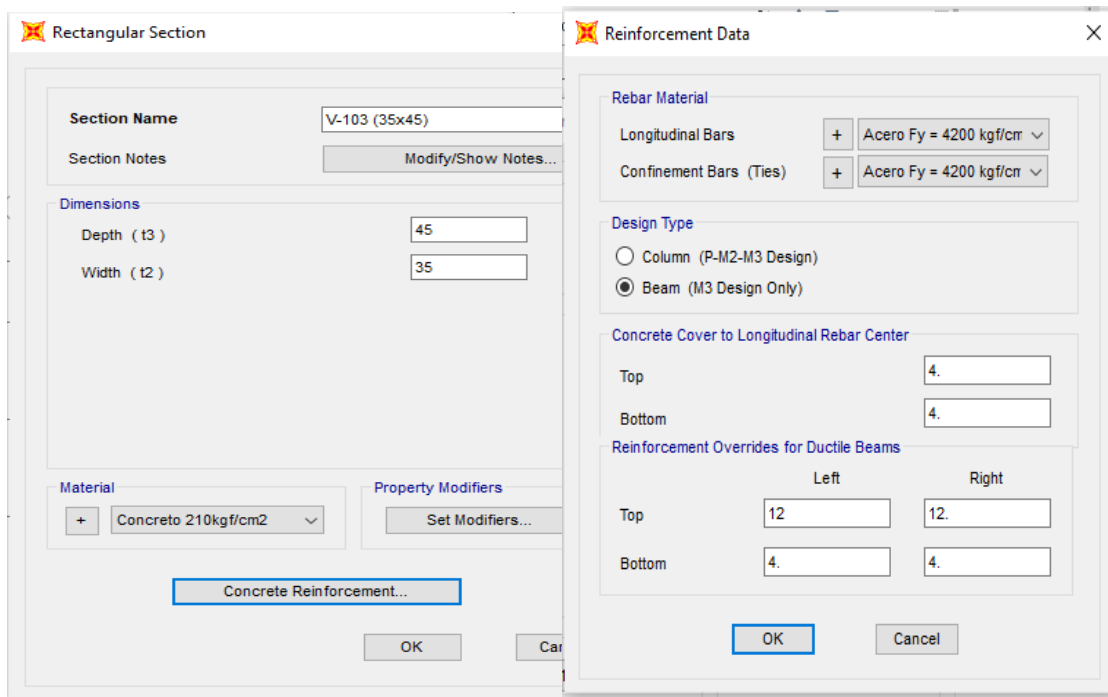 Rectangular Section
Section Name
V-103 (35x45)
Section Notes
Modify/Show Notes...
Dimensions
Depth ( t3 )
45
Width ( t2 )
35
Material
Property Modifiers
+
Concreto 210kgf/cm2
Set Modifiers...
Concrete Reinforcement...
OK
Reinforcement Data
Rebar Material
Longitudinal Bars
+
Acero Fy = 4200 kgf/cm
Confinement Bars (Ties)
+
Acero Fy = 4200 kgf/cm
Design Type
Column (P-M2-M3 Design)
Beam (M3 Design Only)
Concrete Cover to Longitudinal Rebar Center
Top
4.
Bottom
4.
Reinforcement Overrides for Ductile Beams
Left Right
Top
12 12.
Bottom
4. 4.
OK Cancel